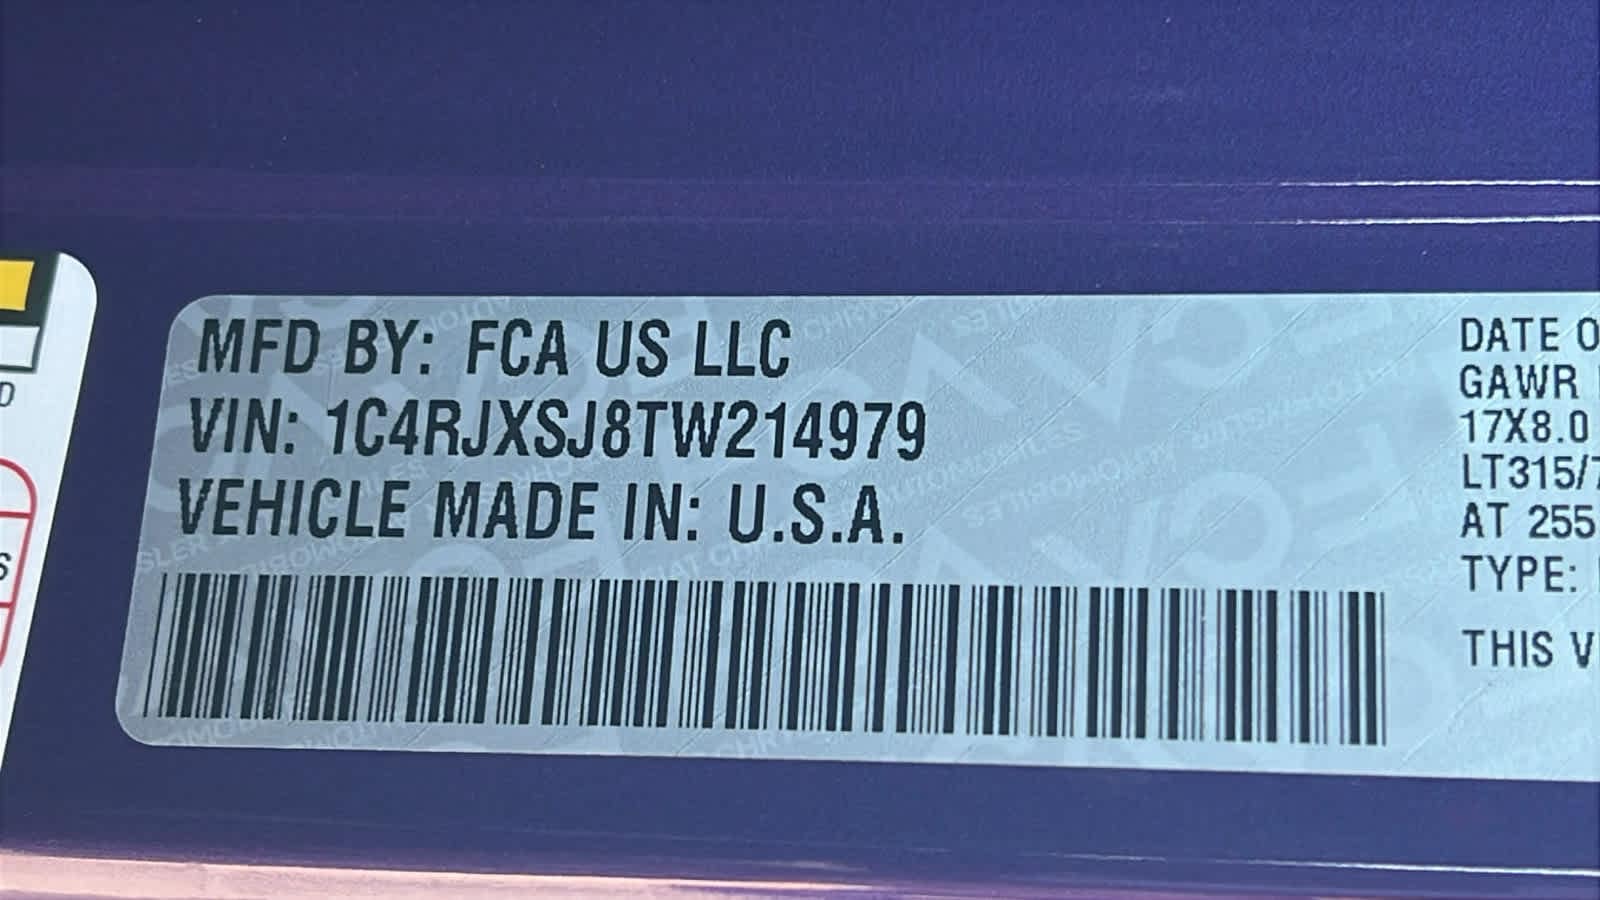 MFD BY: FCA US LLC
VIN: 1C4RJXSJ8TW214979
VEHICLE MADE IN: U.S.A.
DATE O
GAWR
17X8.0
LT315/7
AT 255
TYPE:
THIS V
D
S